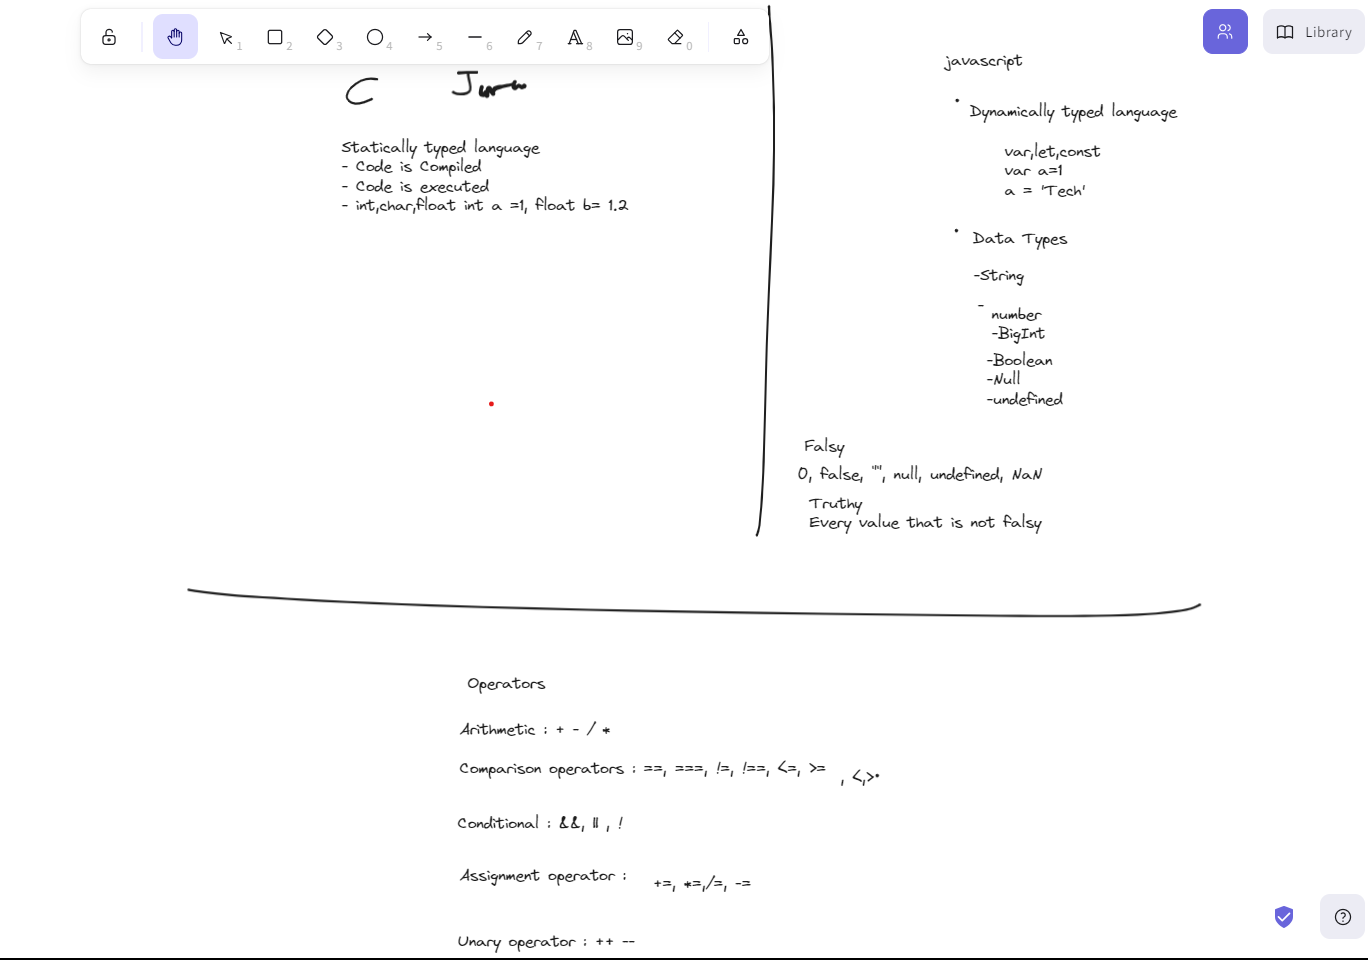 1
2
3
4
5
6
7
A 8
9
0
Library
C
Statically typed language
- Code is Compiled
- Code is executed
- int,char,float int a =1, float b= 1.2
javascript
• Dynamically typed language
var,let,const
var a=1
a = 'Tech'
• Data Types
-String
- number
-BigInt
-Boolean
-Null
-undefined
Falsy
0, false, "", null, undefined, NaN
Truthy
Every value that is not falsy
Operators
Arithmetic : + - / *
Comparison operators : ==, ===, !=, !==, <=, >= , <,>
Conditional : &&, || , !
Assignment operator : +=, *=,/=, -=
Unary operator : ++ --